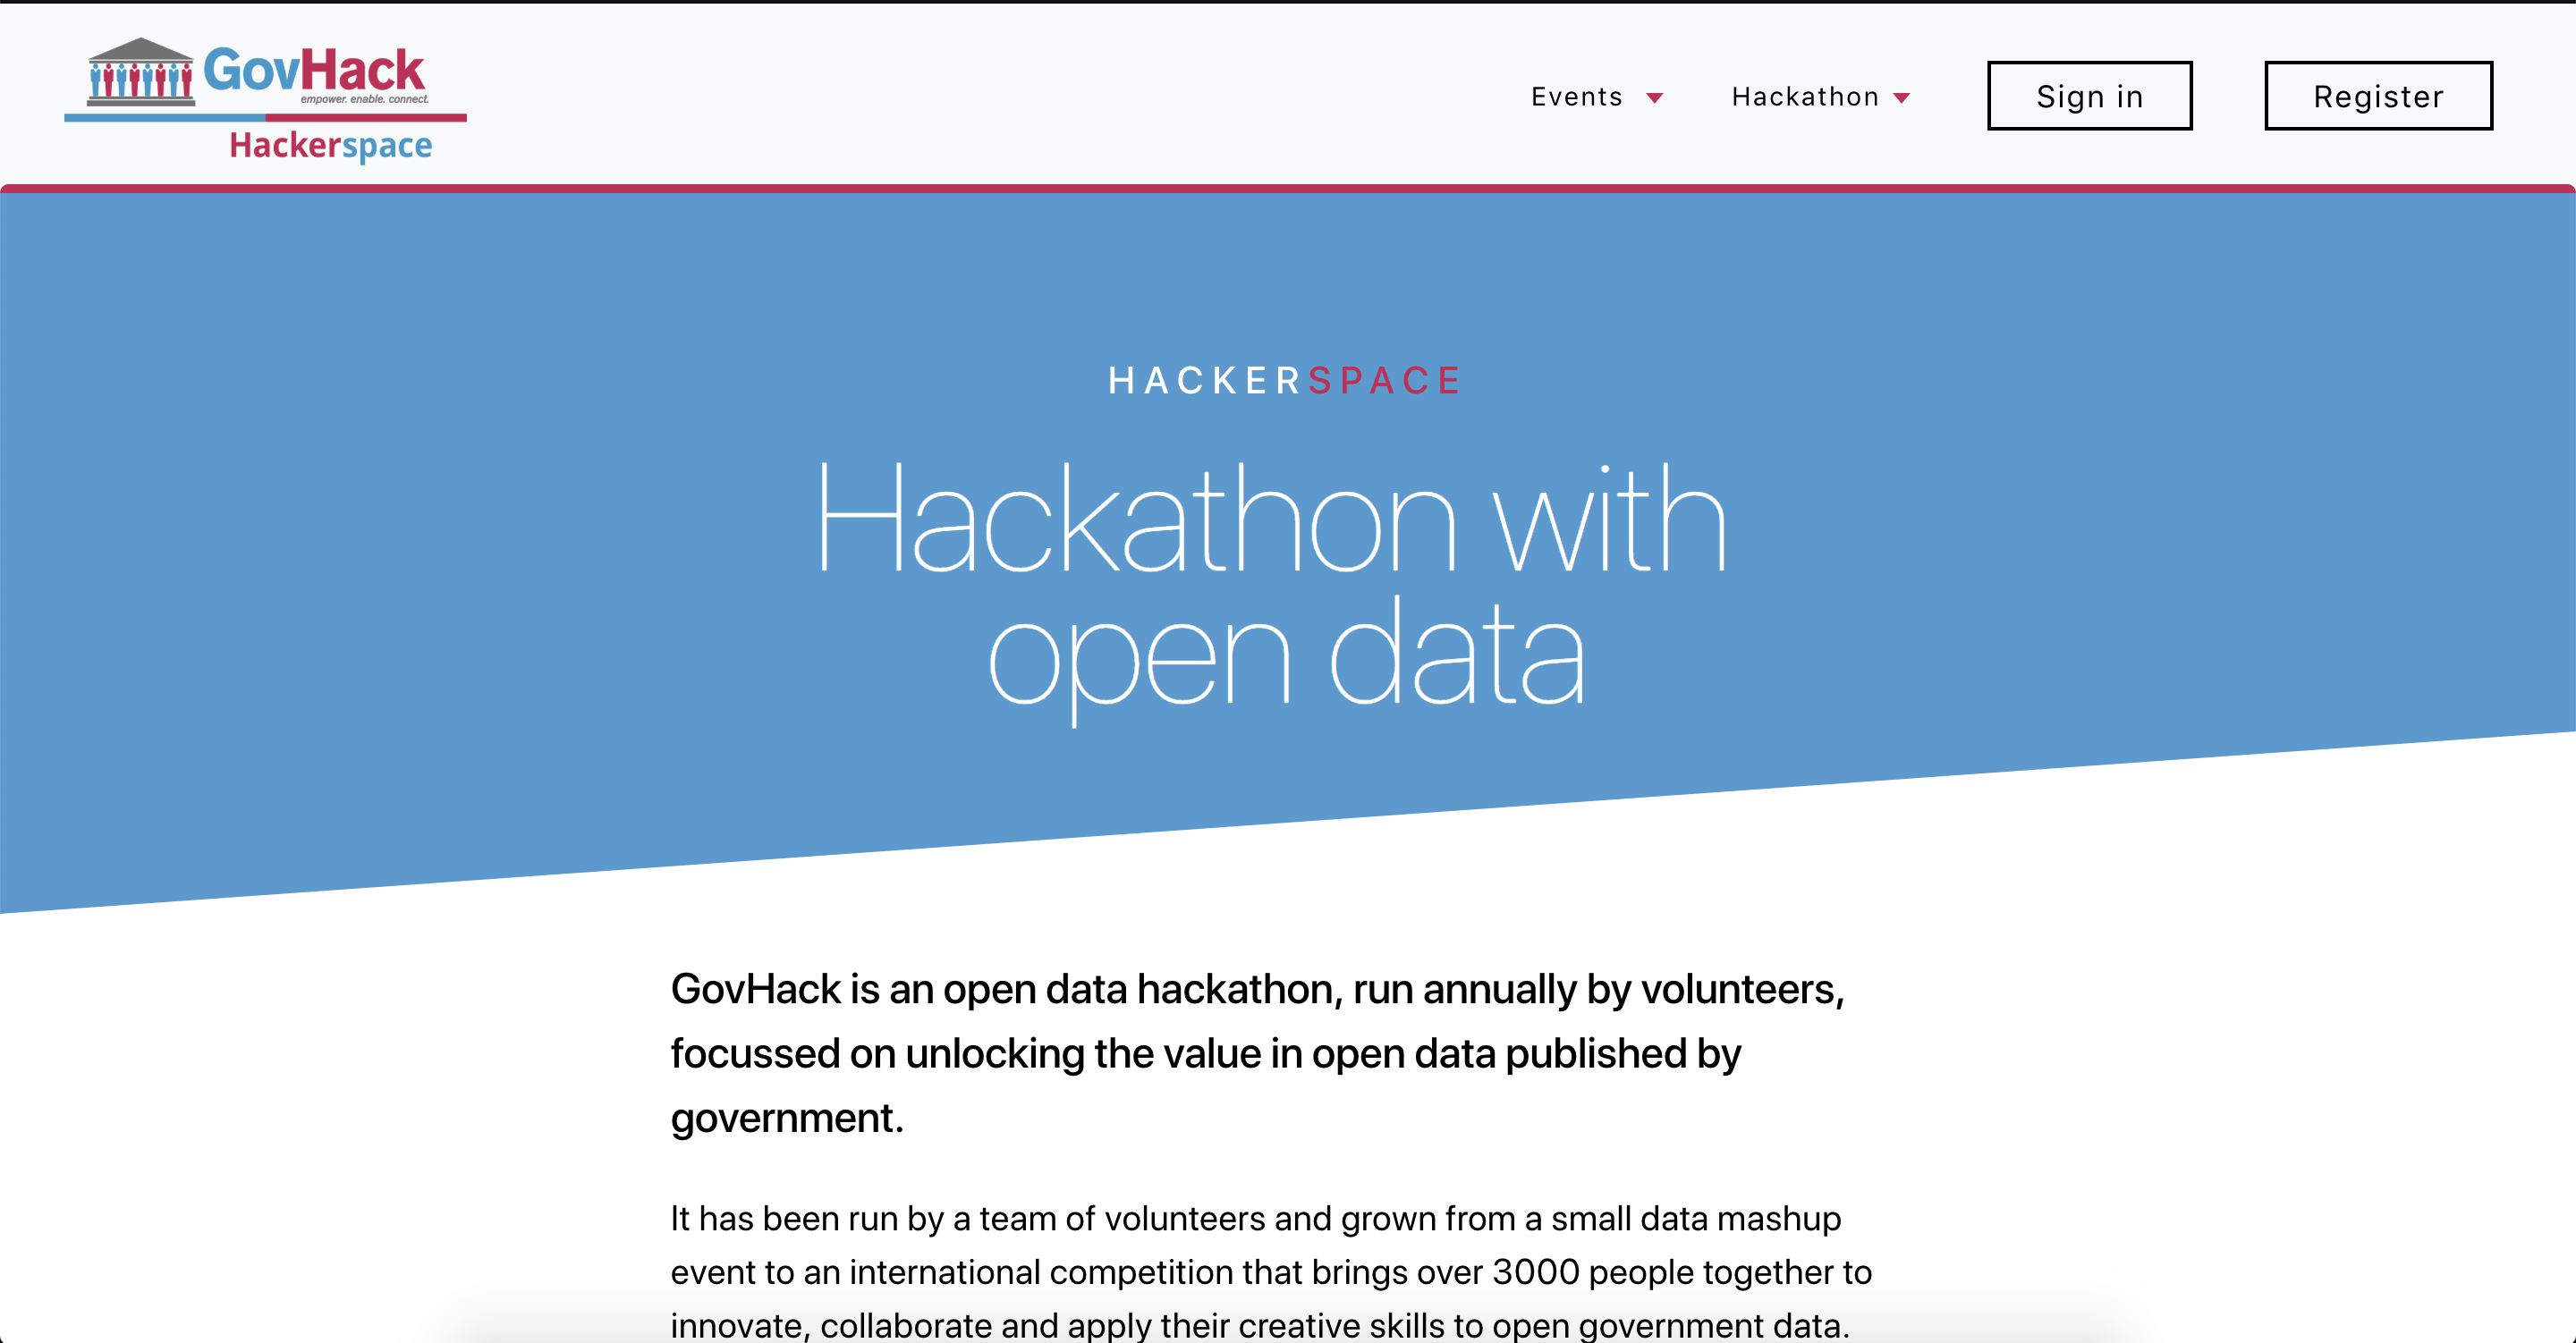 GovHack
empower. enable. connect.
Hackerspace
Events
Hackathon
Sign in
Register
HACKERSPACE
Hackathon with
open data
GovHack is an open data hackathon, run annually by volunteers,
focussed on unlocking the value in open data published by
government.
It has been run by a team of volunteers and grown from a small data mashup
event to an international competition that brings over 3000 people together to
innovate, collaborate and apply their creative skills to open government data.